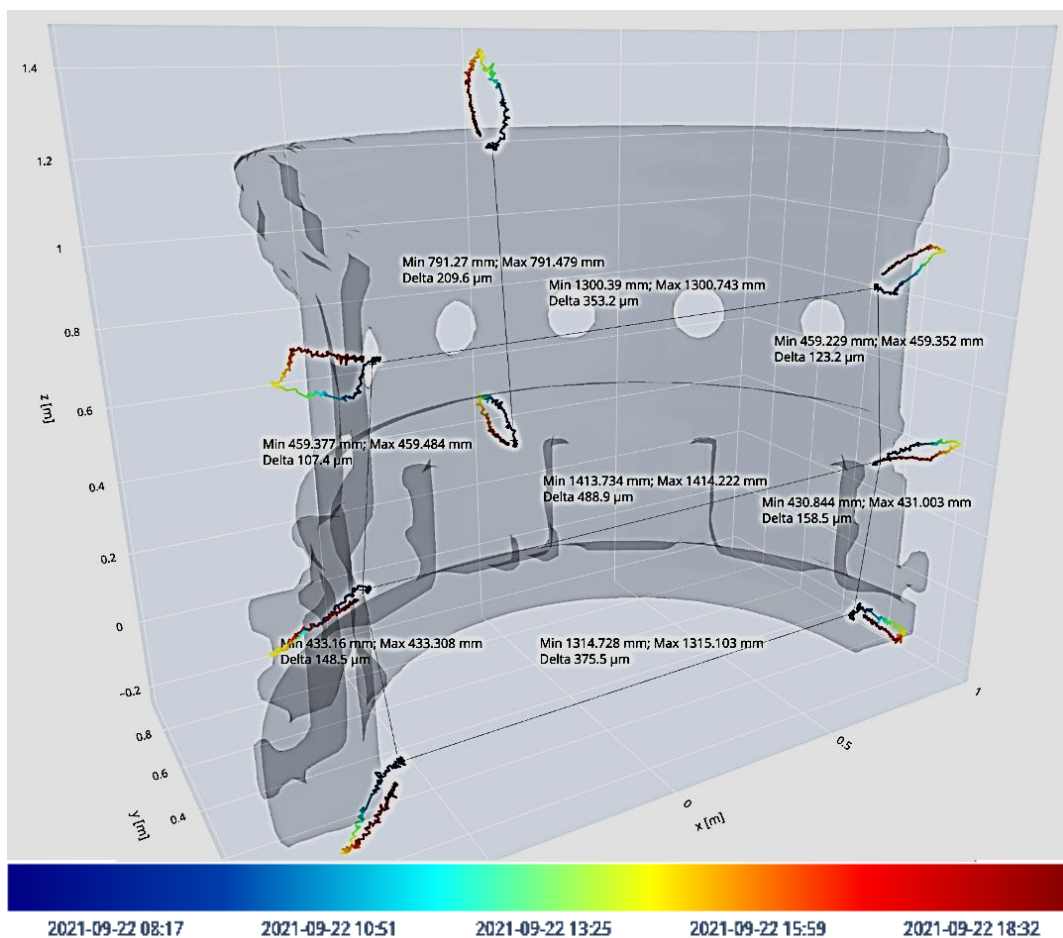 1.4
1.2
1
0.8
0.6
0.4
0.2
0
−0.2
z [m]
0.8
0.6
0.4
y [m]
0
0.5
1
x [m]
Min 791.27 mm; Max 791.479 mm
Delta 209.6 μm
Min 1300.39 mm; Max 1300.743 mm
Delta 353.2 μm
Min 459.229 mm; Max 459.352 mm
Delta 123.2 μm
Min 459.377 mm; Max 459.484 mm
Delta 107.4 μm
Min 1413.734 mm; Max 1414.222 mm
Delta 488.9 μm
Min 430.844 mm; Max 431.003 mm
Delta 158.5 μm
Min 433.16 mm; Max 433.308 mm
Delta 148.5 μm
Min 1314.728 mm; Max 1315.103 mm
Delta 375.5 μm
2021-09-22 08:17 2021-09-22 10:51 2021-09-22 13:25 2021-09-22 15:59 2021-09-22 18:32